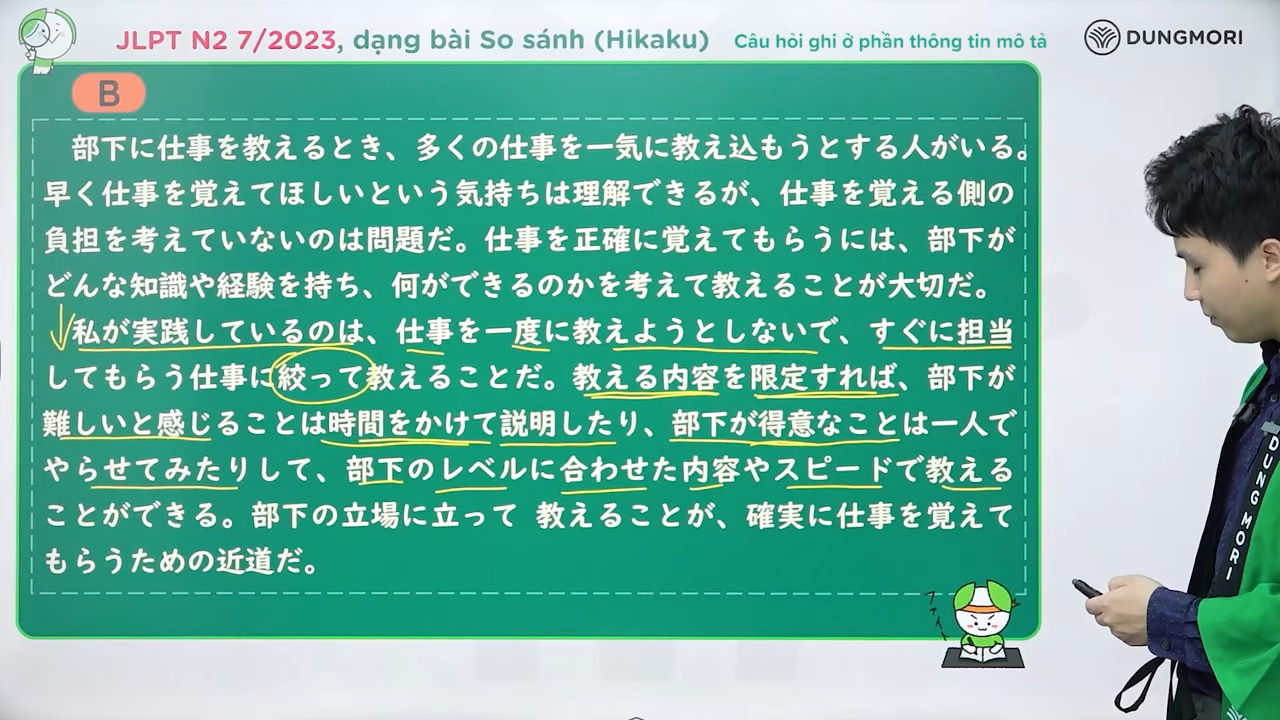 JLPT N2 7/2023, dạng bài So sánh (Hikaku)
Câu hỏi ghi ở phần thông tin mô tả
DUNGMORI
B
部下に仕事を教えるとき、多くの仕事を一気に教え込もうとする人がいる。
早く仕事を覚えてほしいという気持ちは理解できるが、仕事を覚える側の
負担を考えていないのは問題だ。仕事を正確に覚えてもらうには、部下が
どんな知識や経験を持ち、何ができるのかを考えて教えることが大切だ。
私が実践しているのは、仕事を一度に教えようとしないで、すぐに担当
してもらう仕事に絞って教えることだ。教える内容を限定すれば、部下が
難しいと感じることは時間をかけて説明したり、部下が得意なことは一人で
やらせてみたりして、部下のレベルに合わせた内容やスピードで教える
ことができる。部下の立場に立って 教えることが、確実に仕事を覚えて
もらうための近道だ。
ファイト
DUNG MORI